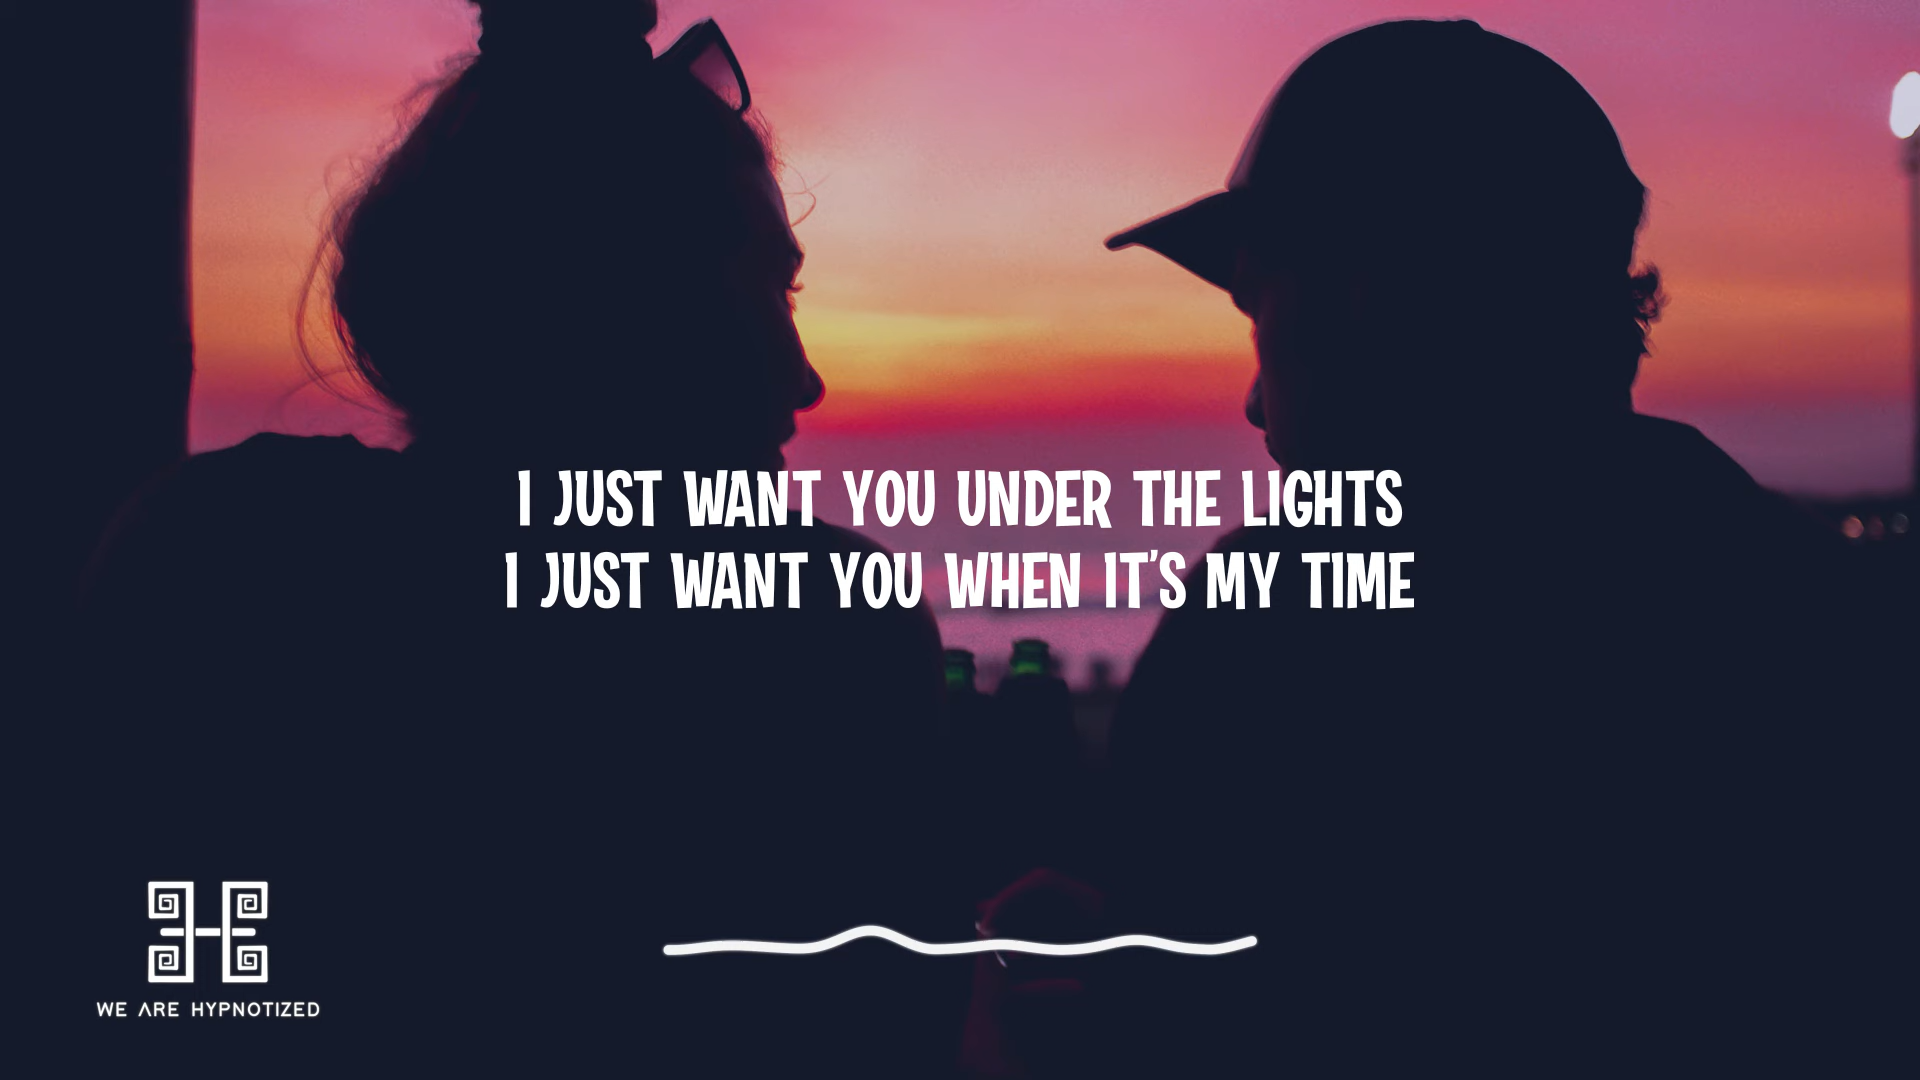 I JUST WANT YOU UNDER THE LIGHTS
I JUST WANT YOU WHEN IT'S MY TIME
WE ARE HYPNOTIZED